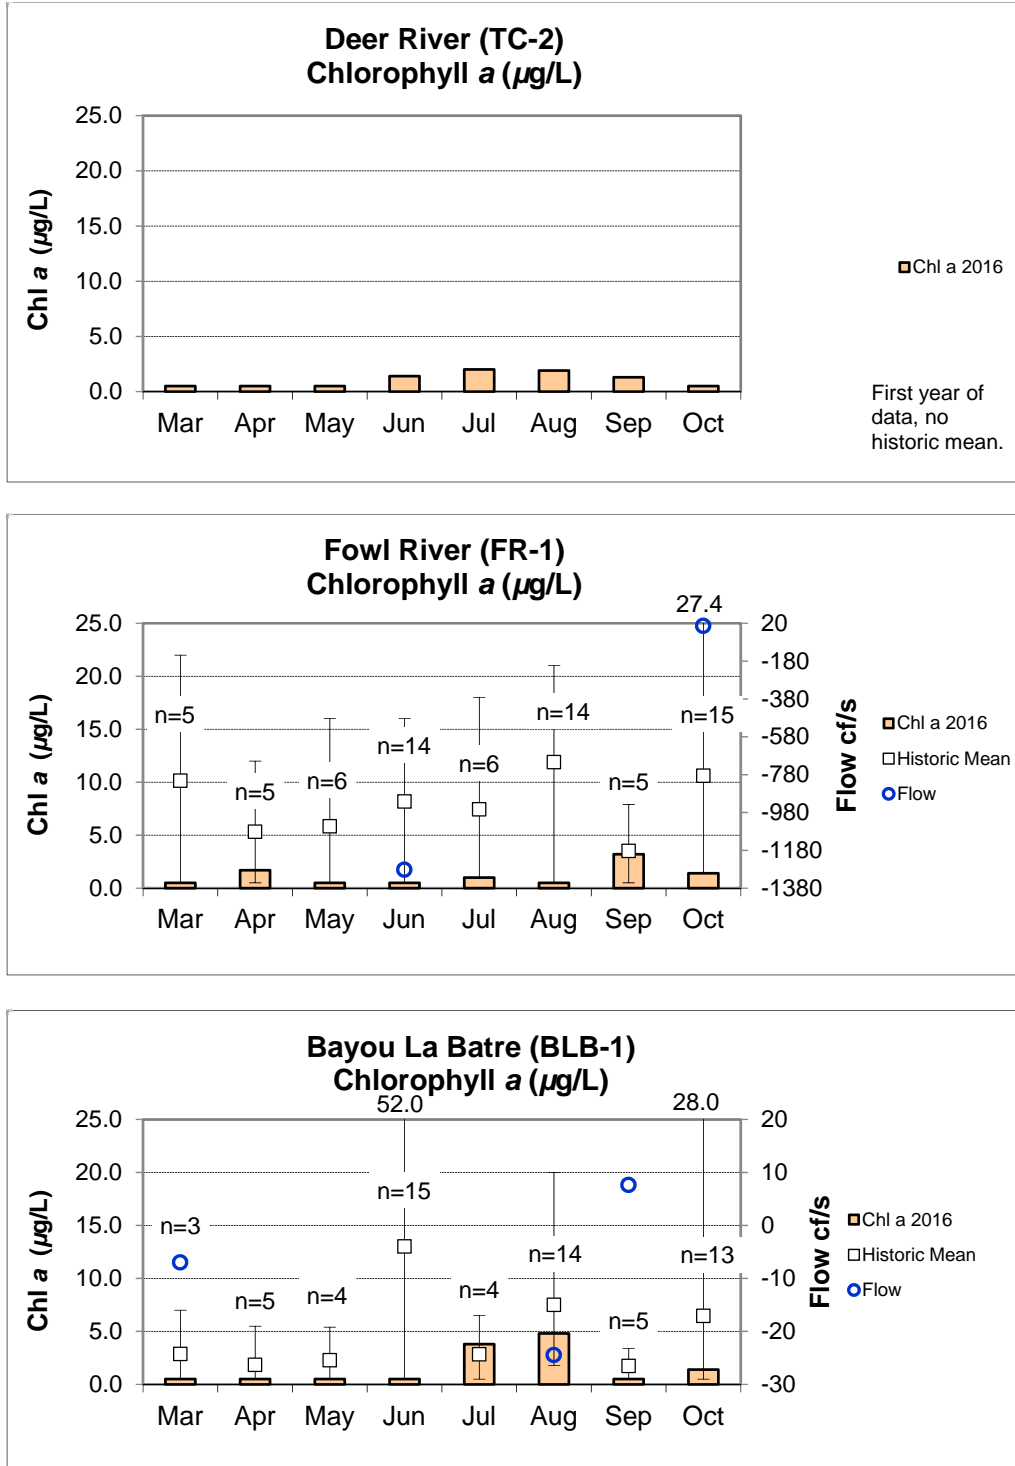 Deer River (TC-2)
Chlorophyll a (µg/L)
Chl a (µg/L)
25.0
20.0
15.0
10.0
5.0
0.0
Mar Apr May Jun Jul Aug Sep Oct
Chl a 2016
First year of
data, no
historic mean.
Fowl River (FR-1)
Chlorophyll a (µg/L)
27.4
Chl a (µg/L)
25.0
20.0
15.0
10.0
5.0
0.0
n=5
n=5
n=6
n=14
n=6
n=14
n=5
n=15
20
-180
-380
-580
-780
-980
-1180
-1380
Flow cf/s
Mar Apr May Jun Jul Aug Sep Oct
Chl a 2016
Historic Mean
Flow
Bayou La Batre (BLB-1)
Chlorophyll a (µg/L)
52.0
28.0
Chl a (µg/L)
25.0
20.0
15.0
10.0
5.0
0.0
n=3
n=5
n=4
n=15
n=4
n=14
n=5
n=13
20
10
0
-10
-20
-30
Flow cf/s
Mar Apr May Jun Jul Aug Sep Oct
Chl a 2016
Historic Mean
Flow